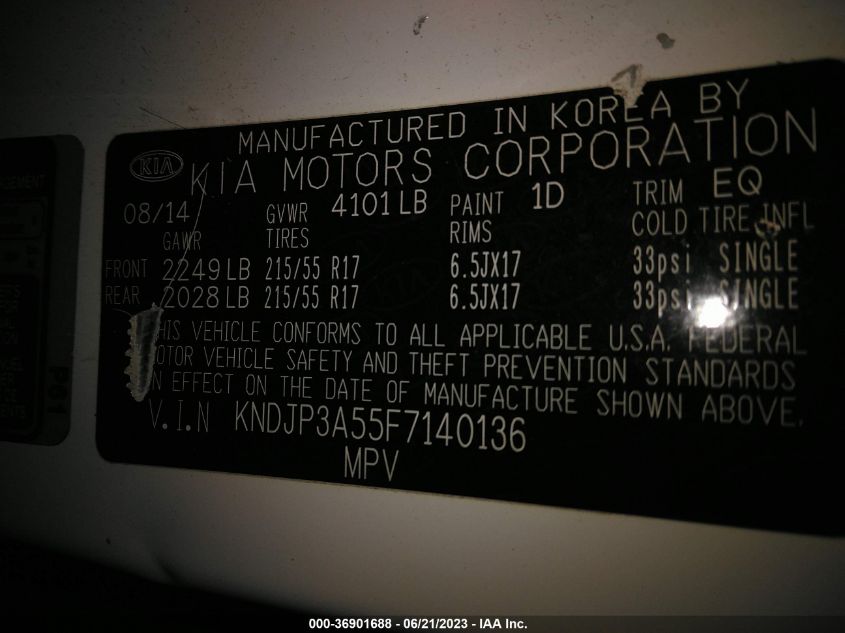 MANUFACTURED IN KOREA BY
KIA KIA MOTORS CORPORATION
08/14 GVWR 4101 LB PAINT 1D TRIM EQ
GAWR TIRES RIMS COLD TIRE INFL
FRONT 2249 LB 215/55 R17 6.5JX17 33psi SINGLE
REAR 2028 LB 215/55 R17 6.5JX17 33psi SINGLE
HIS VEHICLE CONFORMS TO ALL APPLICABLE U.S.A. FEDERAL
OTOR VEHICLE SAFETY AND THEFT PREVENTION STANDARDS
N EFFECT ON THE DATE OF MANUFACTURE SHOWN ABOVE.
V.I.N KNDJP3A55F7140136
MPV
000-36901688 - 06/21/2023 - IAA Inc.